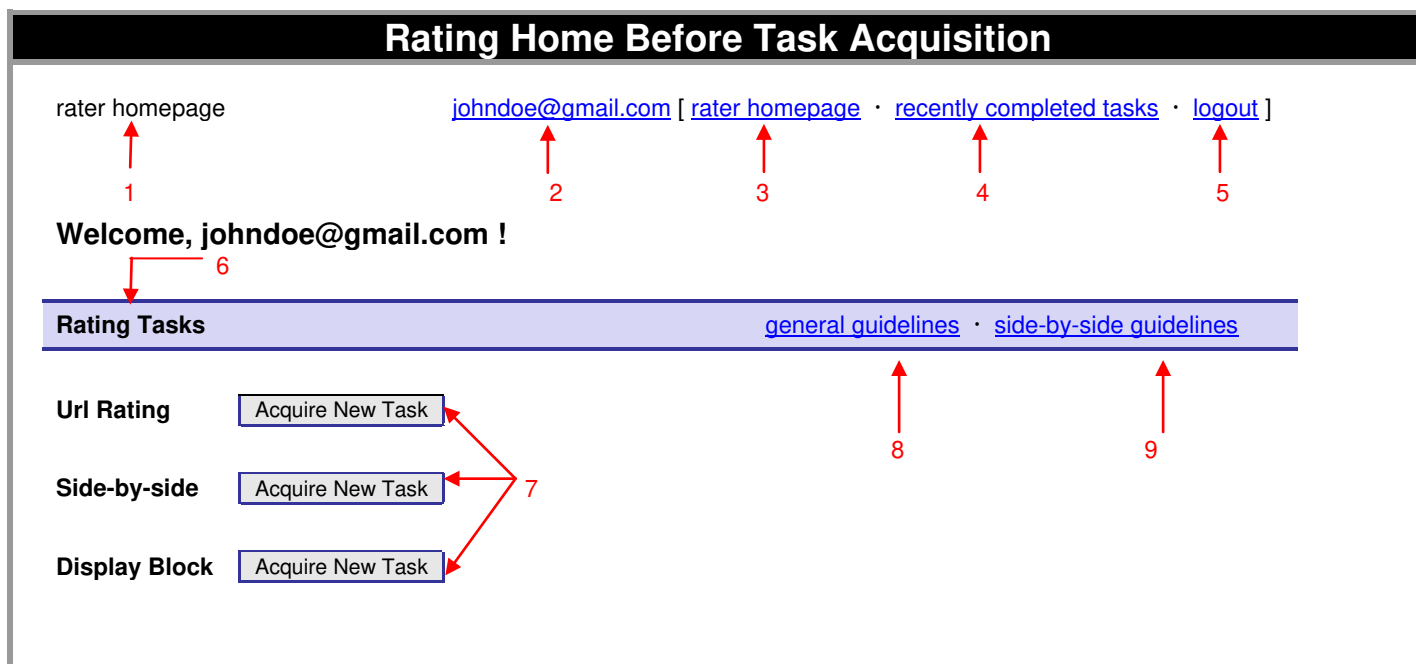 Rating Home Before Task Acquisition
rater homepage johndoe@gmail.com [ rater homepage · recently completed tasks · logout ]
1 2 3 4 5
Welcome, johndoe@gmail.com !
6
Rating Tasks general guidelines · side-by-side guidelines
Url Rating Acquire New Task
8 9
Side-by-side Acquire New Task 7
Display Block Acquire New Task